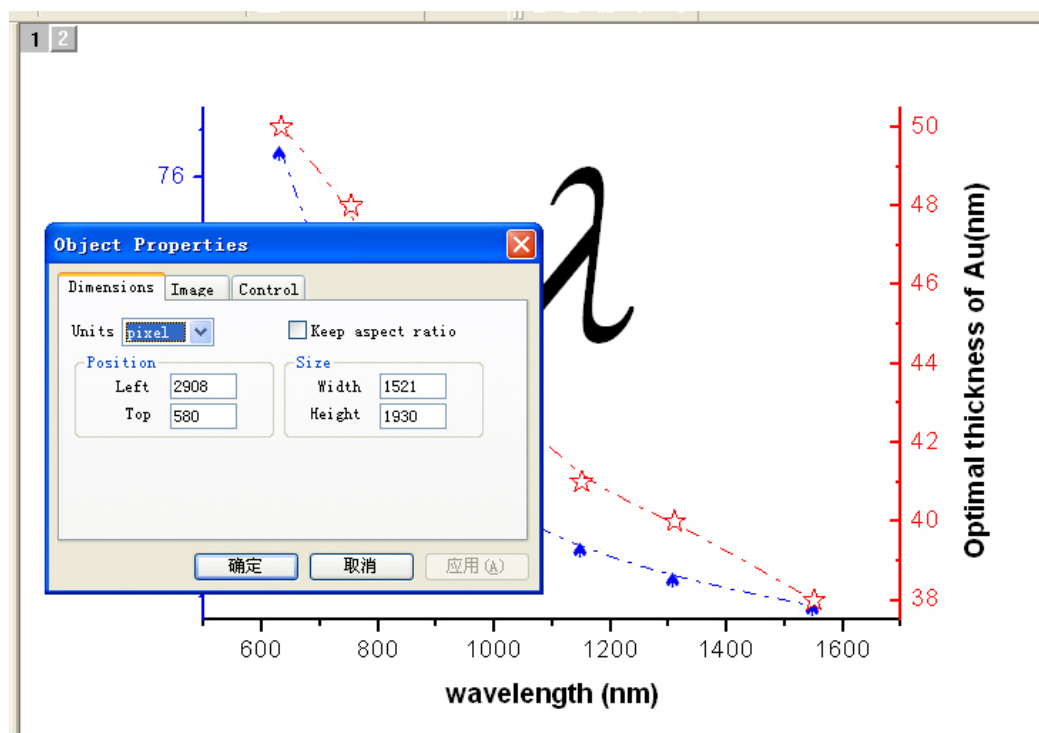 1 2
76
λ
50
48
46
44
42
40
38
Optimal thickness of Au(nm)
Object Properties
Dimensions Image Control
Units pixel Keep aspect ratio
Position Size
Left 2908 Width 1521
Top 580 Height 1930
确定 取消 应用(A)
600 800 1000 1200 1400 1600
wavelength (nm)